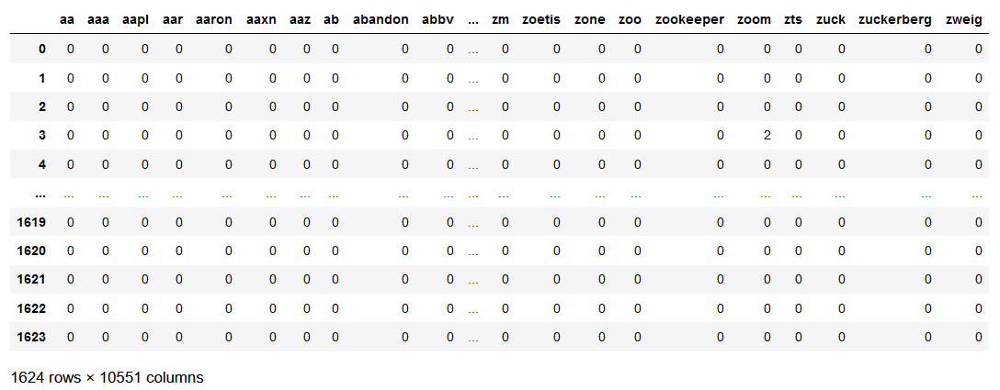 aa aaa aapl aar aaron aaxn aaz ab abandon abbv ... zm zoetis zone zoo zookeeper zoom zts zuck zuckerberg zweig
0 0 0 0 0 0 0 0 0 0 0 ... 0 0 0 0 0 0 0 0 0 0
1 0 0 0 0 0 0 0 0 0 0 ... 0 0 0 0 0 0 0 0 0 0
2 0 0 0 0 0 0 0 0 0 0 ... 0 0 0 0 0 0 0 0 0 0
3 0 0 0 0 0 0 0 0 0 0 ... 0 0 0 0 0 2 0 0 0 0
4 0 0 0 0 0 0 0 0 0 0 ... 0 0 0 0 0 0 0 0 0 0
... ... ... ... ... ... ... ... ... ... ... ... ... ... ... ... ... ... ... ... ... ...
1619 0 0 0 0 0 0 0 0 0 0 ... 0 0 0 0 0 0 0 0 0 0
1620 0 0 0 0 0 0 0 0 0 0 ... 0 0 0 0 0 0 0 0 0 0
1621 0 0 0 0 0 0 0 0 0 0 ... 0 0 0 0 0 0 0 0 0 0
1622 0 0 0 0 0 0 0 0 0 0 ... 0 0 0 0 0 0 0 0 0 0
1623 0 0 0 0 0 0 0 0 0 0 ... 0 0 0 0 0 0 0 0 0 0
1624 rows × 10551 columns